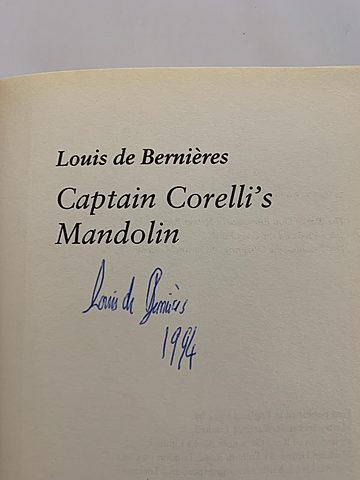 Louis de Bernières
Captain Corelli's
Mandolin
Louis de Bernières
1994